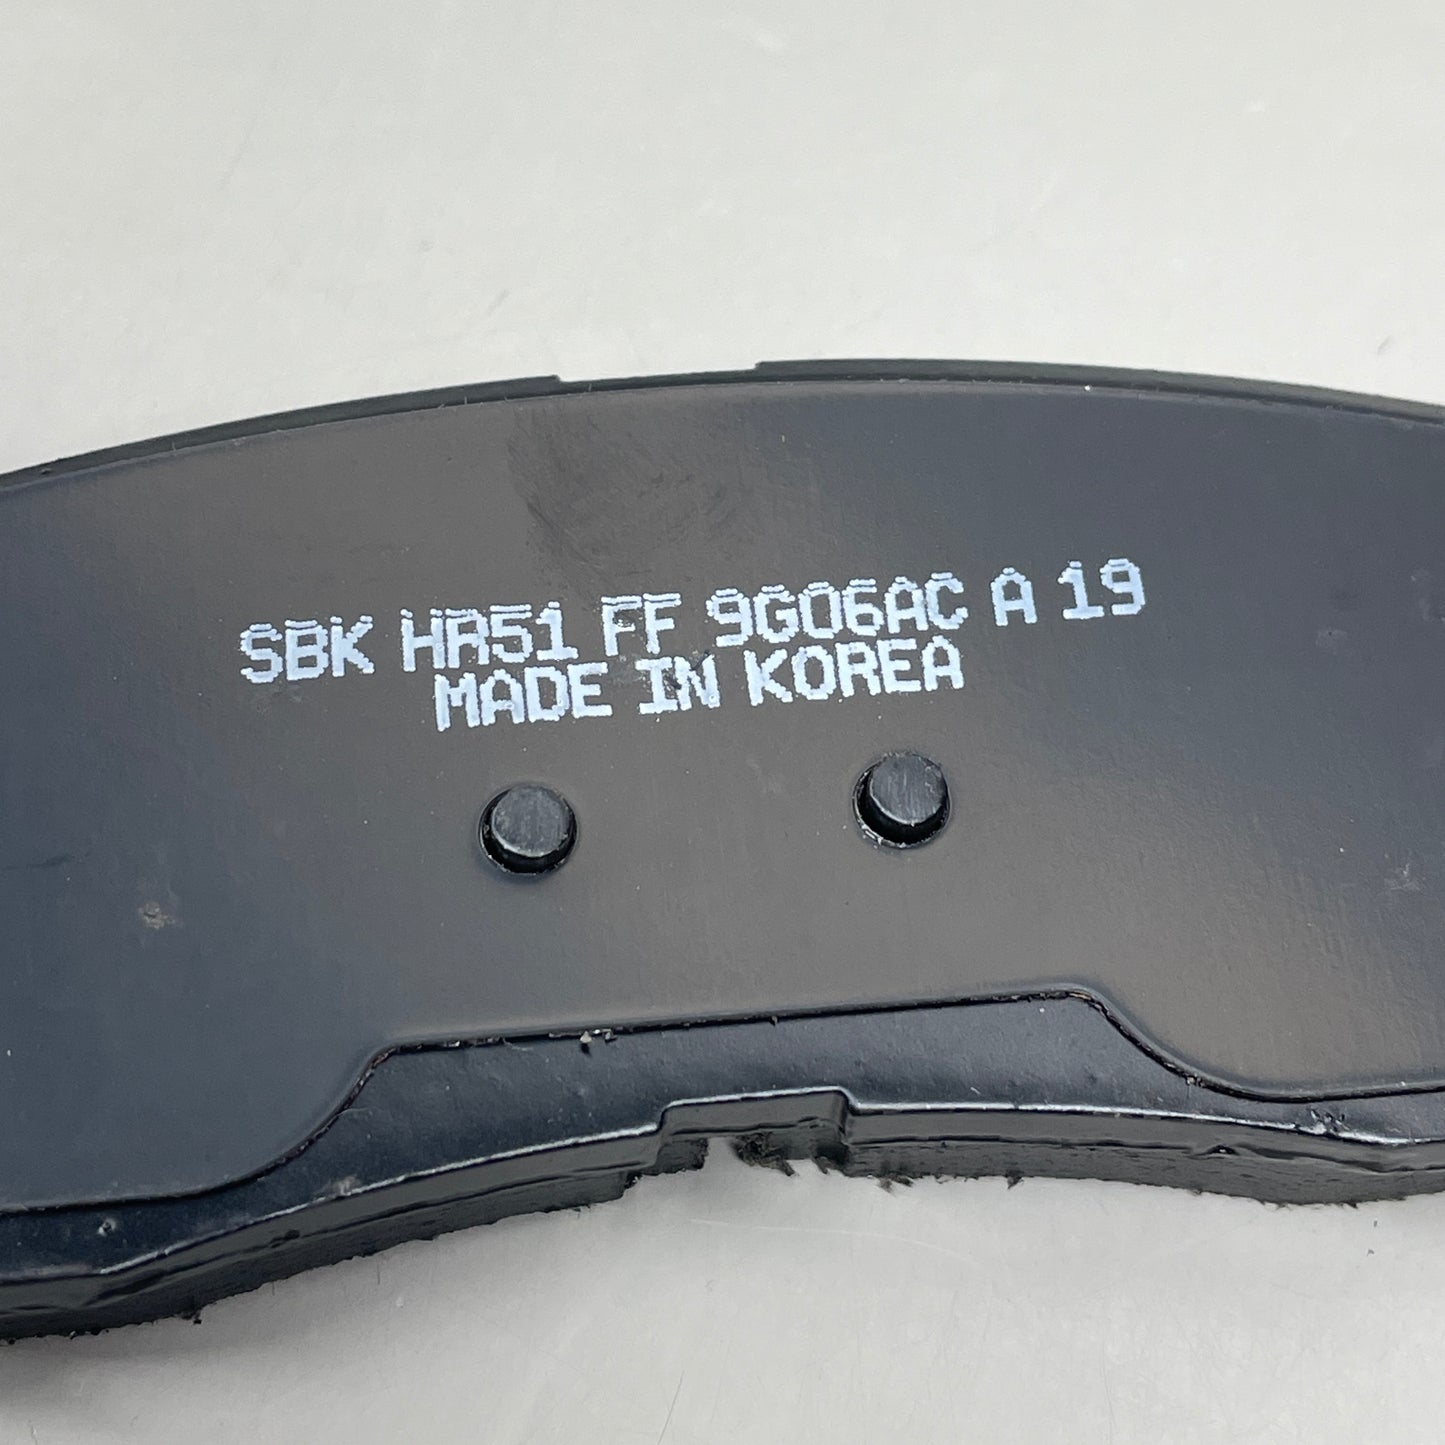 SBK HR51 FF 9G06AC A 19
MADE IN KOREA